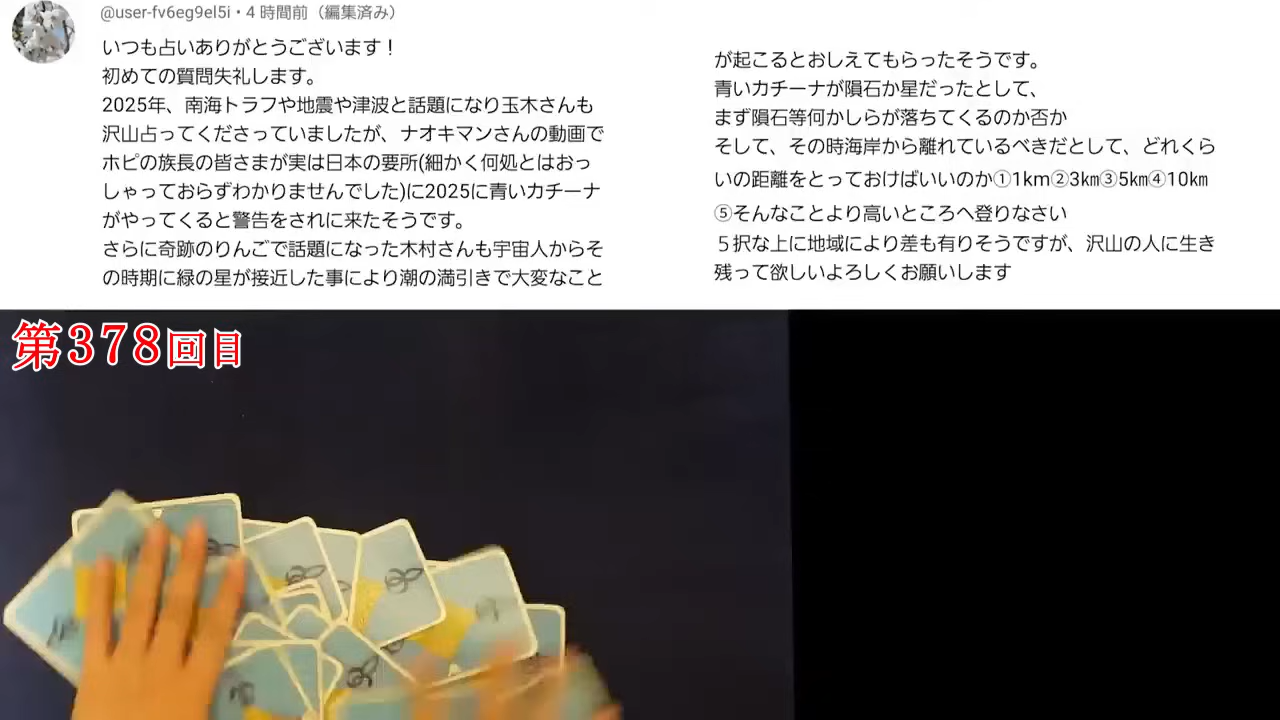 @user-fv6eg9el5i・4 時間前（編集済み）
いつも占いありがとうございます！
初めての質問失礼します。
2025年、南海トラフや地震や津波と話題になり玉木さんも
沢山占ってくださっていましたが、ナオキマンさんの動画で
ホピの族長の皆さまが実は日本の要所(細かく何処とはおっ
しゃっておらずわかりませんでした)に2025に青いカチーナ
がやってくると警告をされに来たそうです。
さらに奇跡のりんごで話題になった木村さんも宇宙人からそ
の時期に緑の星が接近した事により潮の満引きで大変なこと
が起こるとおしえてもらったそうです。
青いカチーナが隕石か星だったとして、
まず隕石等何かしらが落ちてくるのか否か
そして、その時海岸から離れているべきだとして、どれくら
いの距離をとっておけばいいのか①1km②3㎞③5㎞④10㎞
⑤そんなことより高いところへ登りなさい
５択な上に地域により差も有りそうですが、沢山の人に生き
残って欲しいよろしくお願いします
第378回目